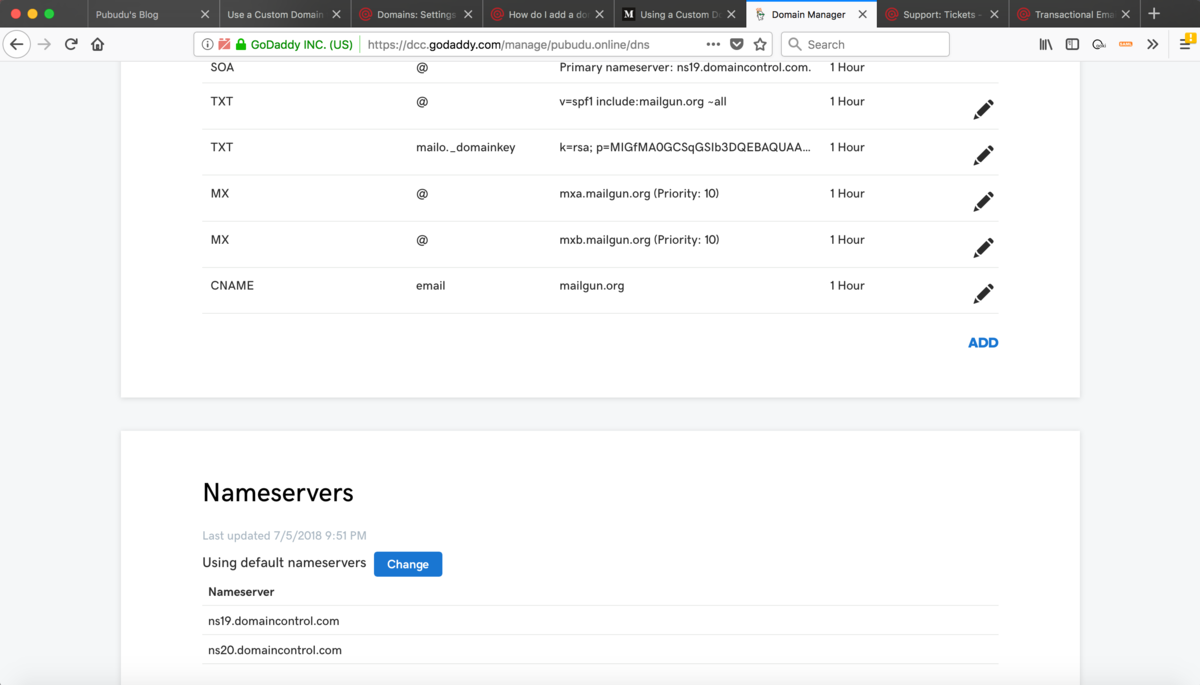 Pubudu's Blog
Use a Custom Domain
Domains: Settings
How do I add a do
Using a Custom D
Domain Manager
Support: Tickets -
Transactional Ema
GoDaddy INC. (US)
https://dcc.godaddy.com/manage/pubudu.online/dns
Search
SOA @ Primary nameserver: ns19.domaincontrol.com. 1 Hour
TXT @ v=spf1 include:mailgun.org ~all 1 Hour
TXT mailo._domainkey k=rsa; p=MIGfMA0GCSqGSIb3DQEBAQUAA... 1 Hour
MX @ mxa.mailgun.org (Priority: 10) 1 Hour
MX @ mxb.mailgun.org (Priority: 10) 1 Hour
CNAME email mailgun.org 1 Hour
ADD
Nameservers
Last updated 7/5/2018 9:51 PM
Using default nameservers Change
Nameserver
ns19.domaincontrol.com
ns20.domaincontrol.com